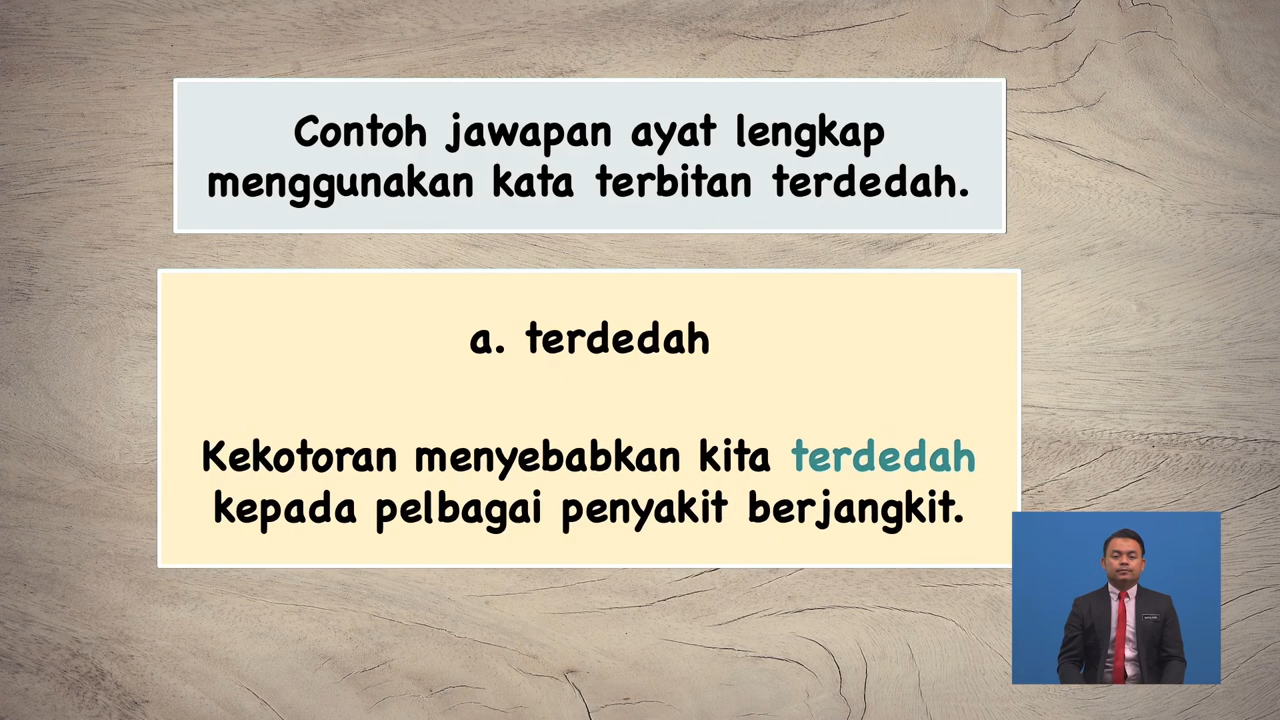 Contoh jawapan ayat lengkap
menggunakan kata terbitan terdedah.
a. terdedah
Kekotoran menyebabkan kita terdedah
kepada pelbagai penyakit berjangkit.